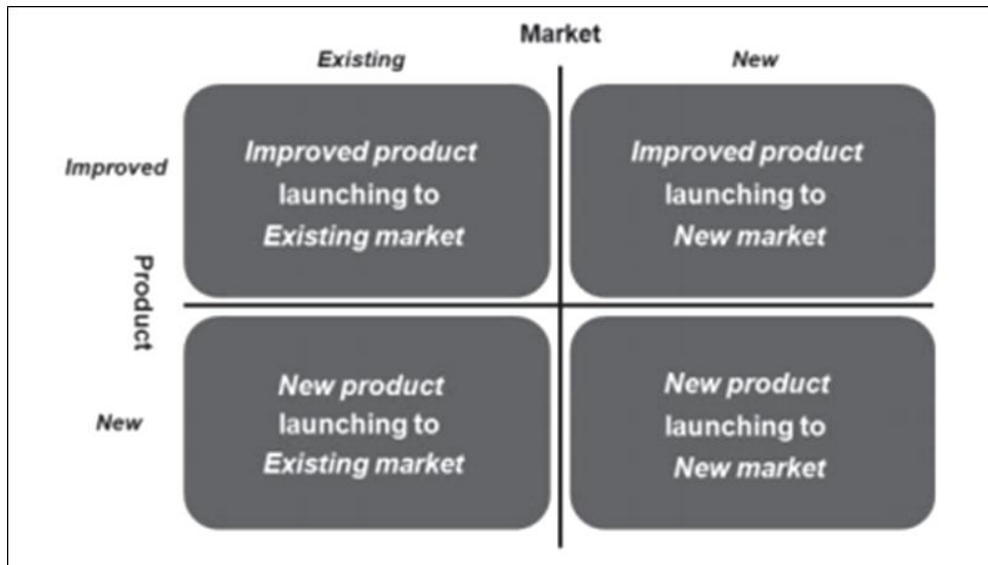 Market
Existing
New
Improved
Improved product
launching to
Existing market
Improved product
launching to
New market
Product
New
New product
launching to
Existing market
New product
launching to
New market